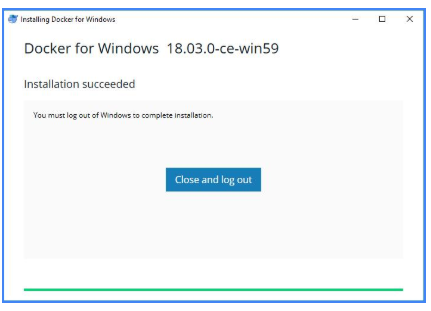 Installing Docker for Windows
Docker for Windows 18.03.0-ce-win59
Installation succeeded
You must log out of Windows to complete installation.
Close and log out